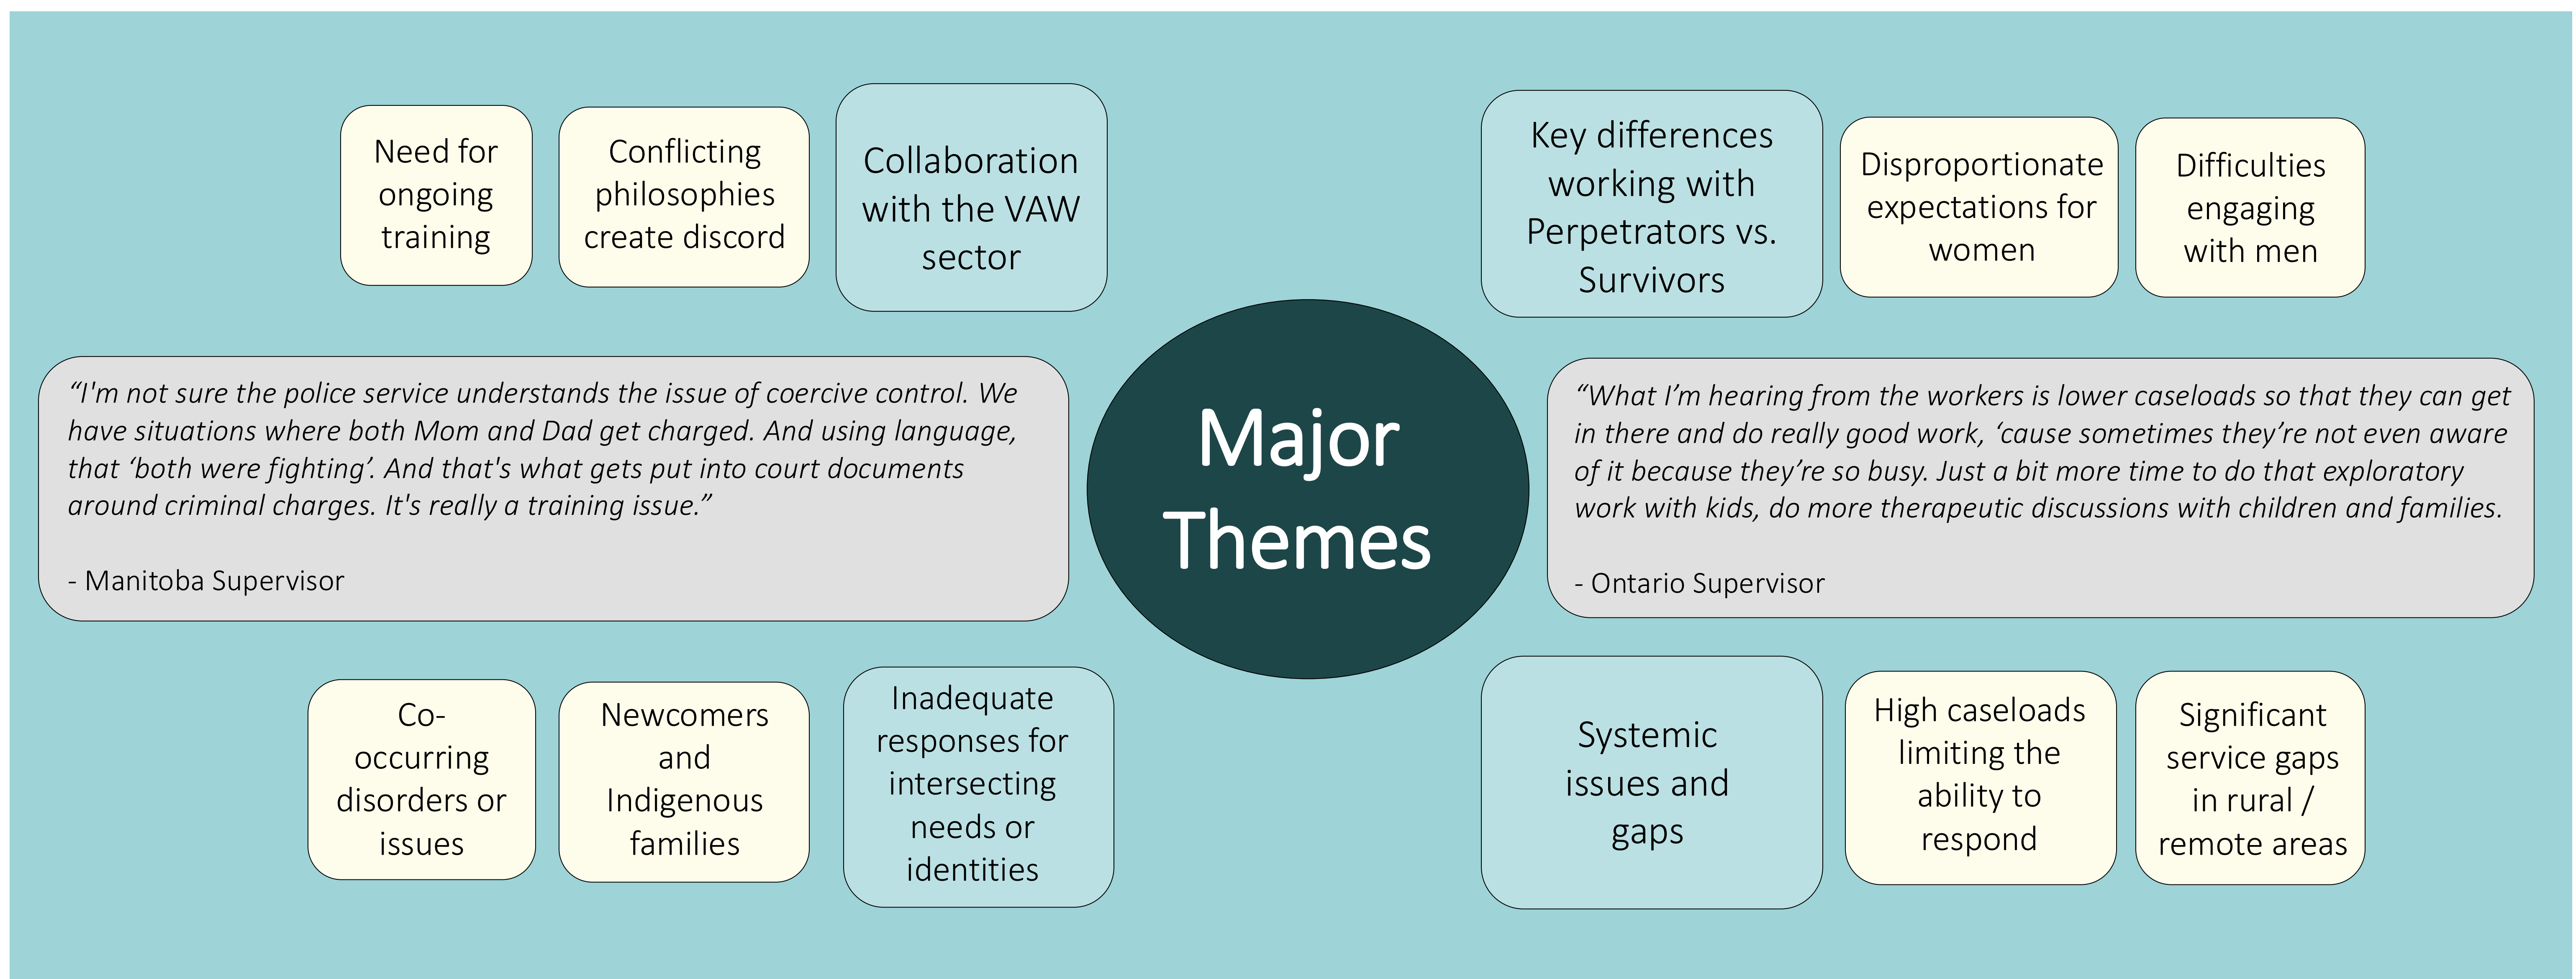 Need for
ongoing
training
Conflicting
philosophies
create discord
Collaboration
with the VAW
sector
Key differences
working with
Perpetrators vs.
Survivors
Disproportionate
expectations for
women
Difficulties
engaging
with men
“I'm not sure the police service understands the issue of coercive control. We
have situations where both Mom and Dad get charged. And using language,
that ‘both were fighting’. And that's what gets put into court documents
around criminal charges. It's really a training issue.”
- Manitoba Supervisor
Major
Themes
“What I’m hearing from the workers is lower caseloads so that they can get
in there and do really good work, ‘cause sometimes they’re not even aware
of it because they’re so busy. Just a bit more time to do that exploratory
work with kids, do more therapeutic discussions with children and families.
- Ontario Supervisor
Co-
occurring
disorders or
issues
Newcomers
and
Indigenous
families
Inadequate
responses for
intersecting
needs or
identities
Systemic
issues and
gaps
High caseloads
limiting the
ability to
respond
Significant
service gaps
in rural /
remote areas